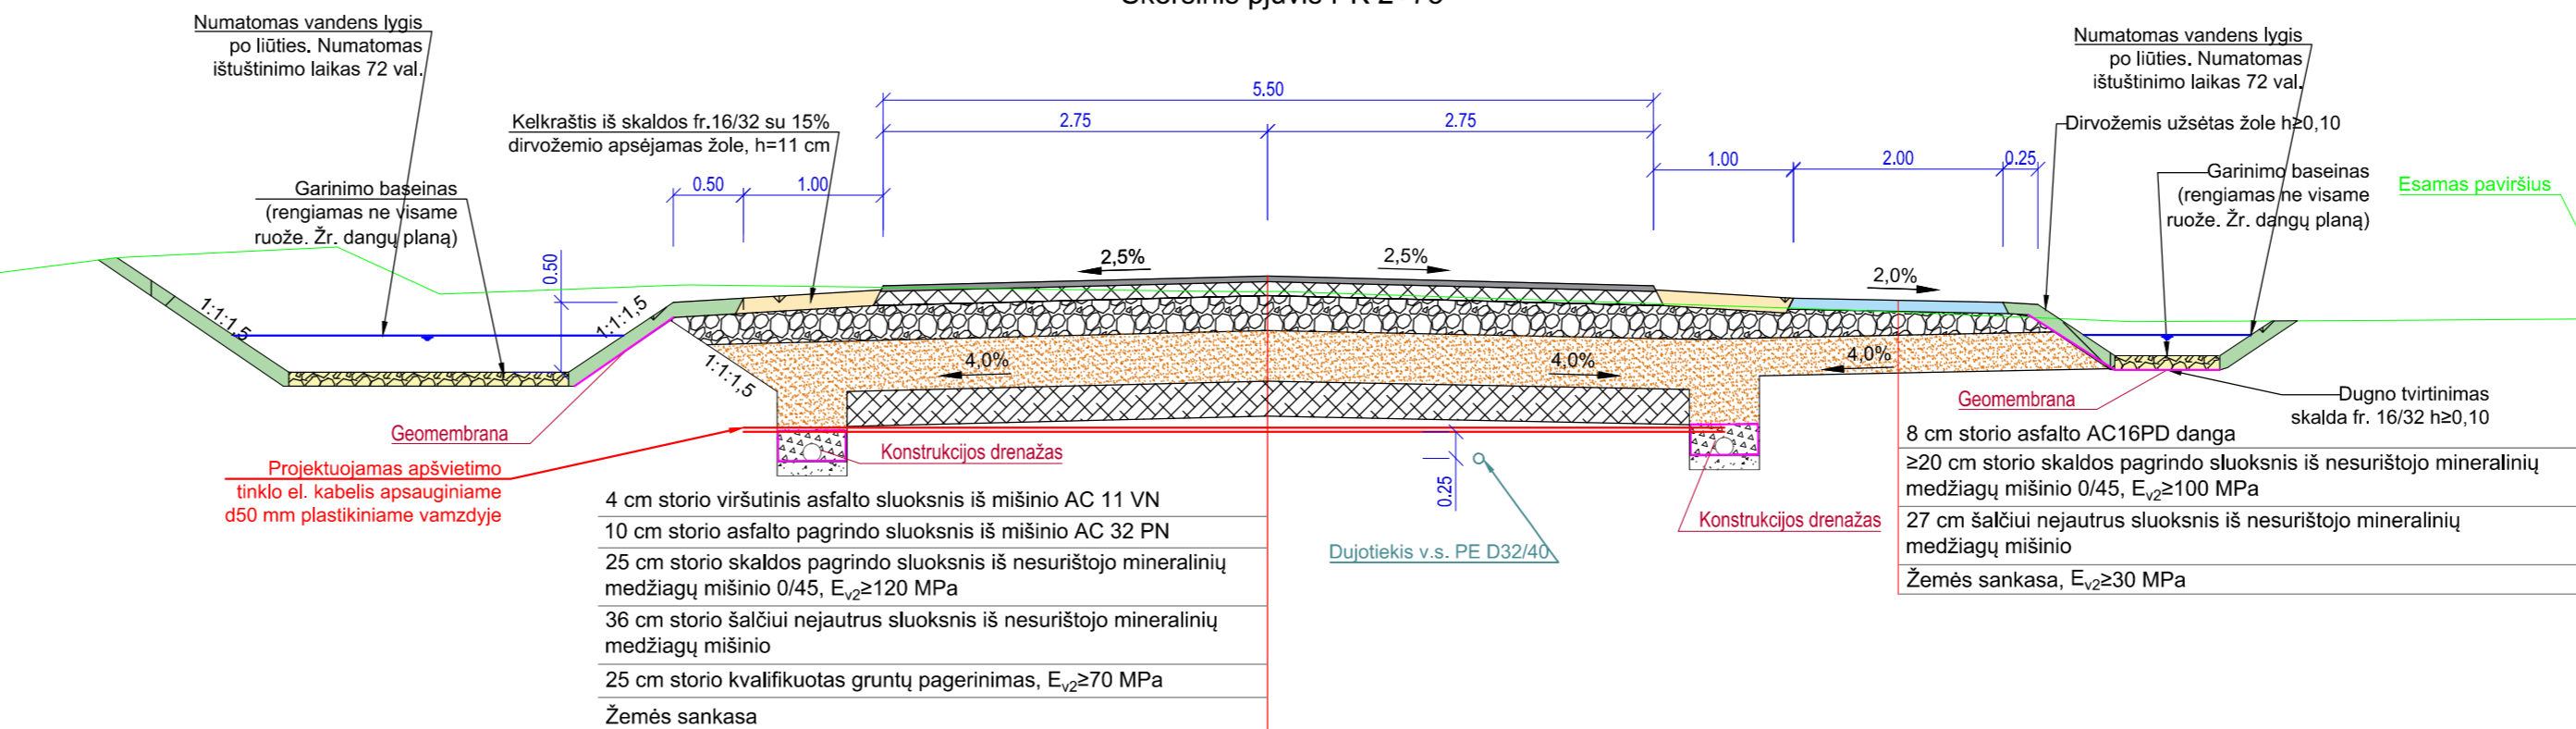 Skersinis pjūvis PK 2+78
Numatomas vandens lygis
po liūties. Numatomas
ištuštinimo laikas 72 val.
Numatomas vandens lygis
po liūties. Numatomas
ištuštinimo laikas 72 val.
5.50
2.75
2.75
Kelkraštis iš skaldos fr.16/32 su 15%
dirvožemio apsėjamas žole, h=11 cm
Dirvožemis užsėtas žole h≥0,10
0.50
1.00
1.00
2.00
0.25
Garinimo baseinas
(rengiamas ne visame
ruože. Žr. dangų planą)
Garinimo baseinas
(rengiamas ne visame
ruože. Žr. dangų planą)
Esamas paviršius
0.50
2,5%
2,5%
2,0%
1:1:1,5
1:1:1,5
1:1:1,5
4,0%
4,0%
4,0%
Geomembrana
Geomembrana
Dugno tvirtinimas
skalda fr. 16/32 h≥0,10
Konstrukcijos drenažas
Konstrukcijos drenažas
Projektuojamas apšvietimo
tinklo el. kabelis apsauginiame
d50 mm plastikiniame vamzdyje
0.25
Dujotiekis v.s. PE D32/40
4 cm storio viršutinis asfalto sluoksnis iš mišinio AC 11 VN
10 cm storio asfalto pagrindo sluoksnis iš mišinio AC 32 PN
25 cm storio skaldos pagrindo sluoksnis iš nesurištojo mineralinių
medžiagų mišinio 0/45, Ev2≥120 MPa
36 cm storio šalčiui nejautrus sluoksnis iš nesurištojo mineralinių
medžiagų mišinio
25 cm storio kvalifikuotas gruntų pagerinimas, Ev2≥70 MPa
Žemės sankasa
8 cm storio asfalto AC16PD danga
≥20 cm storio skaldos pagrindo sluoksnis iš nesurištojo mineralinių
medžiagų mišinio 0/45, Ev2≥100 MPa
27 cm šalčiui nejautrus sluoksnis iš nesurištojo mineralinių
medžiagų mišinio
Žemės sankasa, Ev2≥30 MPa